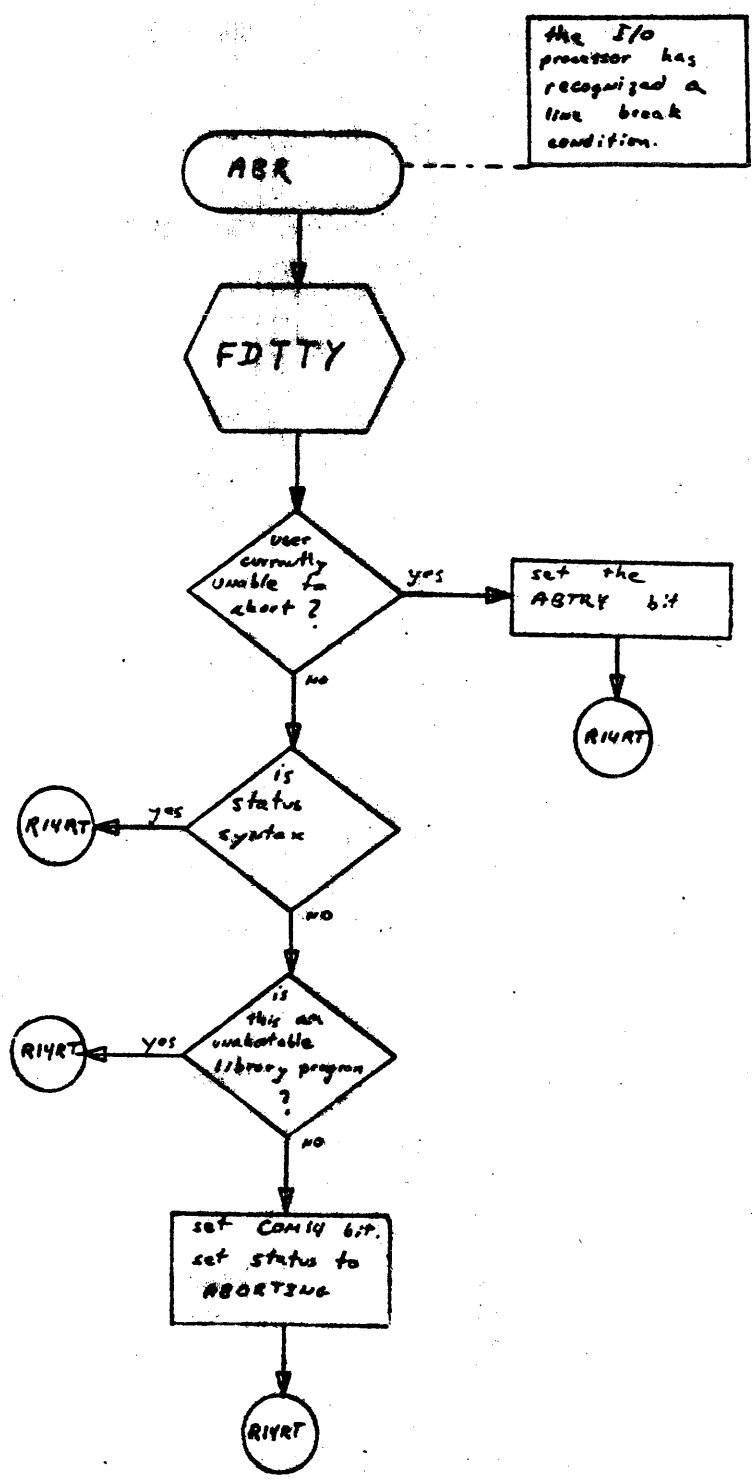 the I/O
processor has
recognized a
line break
condition.
ABR
FDTTY
user
currently
unable to
abort ?
yes
set the
ABTRY bit
NO
R14RT
is
status
syntax
yes
R14RT
NO
is
this an
unabortable
library program
?
yes
R14RT
NO
set COM14 bit.
set status to
ABORTING
R14RT